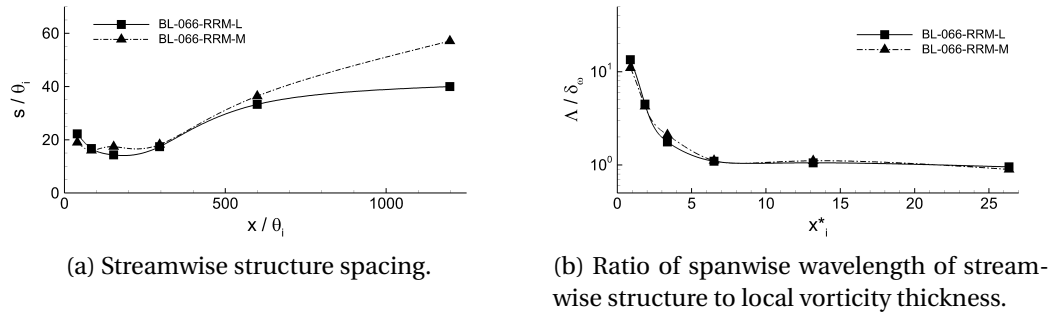 60
40
20
0
s / θi
BL-066-RRM-L
BL-066-RRM-M
0
500
1000
x / θi
(a) Streamwise structure spacing.
10¹
10⁰
Λ / δω
BL-066-RRM-L
BL-066-RRM-M
0
5
10
15
20
25
x*i
(b) Ratio of spanwise wavelength of stream-
wise structure to local vorticity thickness.